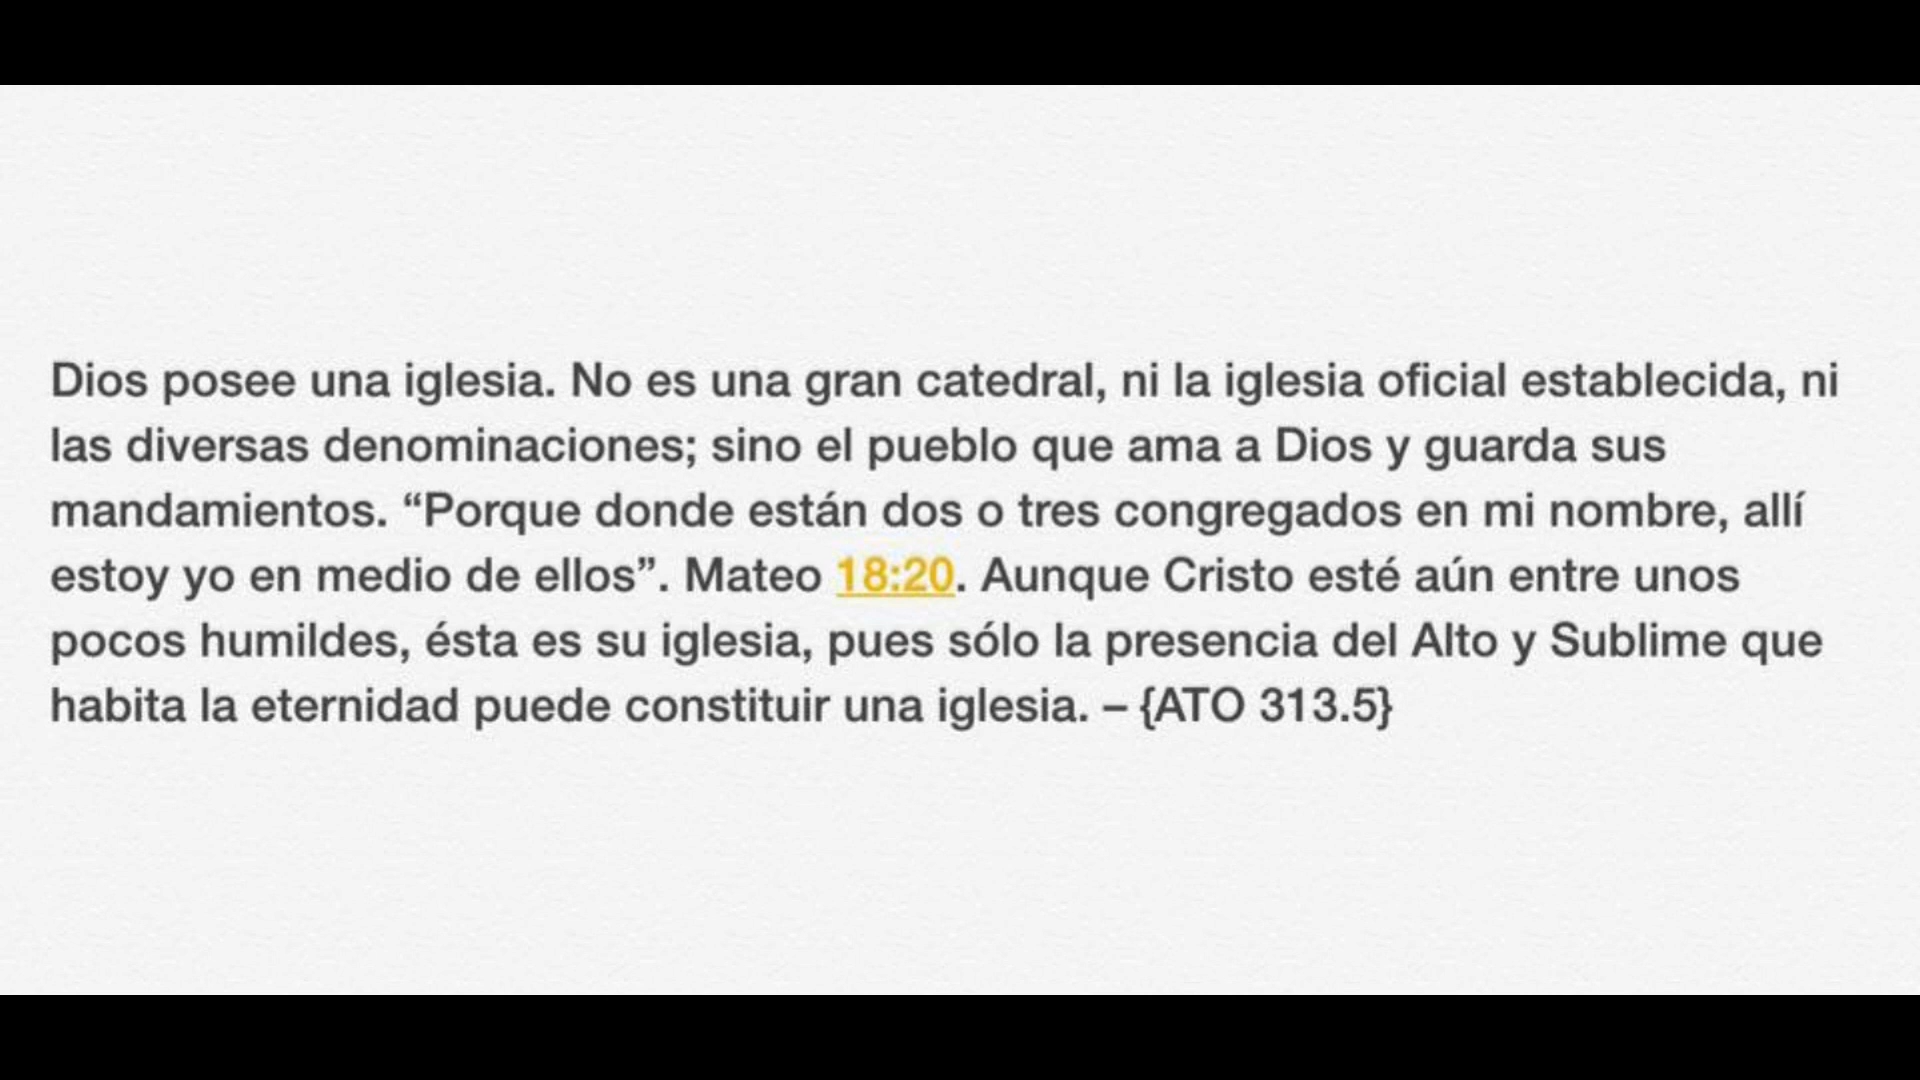 Dios posee una iglesia. No es una gran catedral, ni la iglesia oficial establecida, ni
las diversas denominaciones; sino el pueblo que ama a Dios y guarda sus
mandamientos. “Porque donde están dos o tres congregados en mi nombre, allí
estoy yo en medio de ellos”. Mateo 18:20. Aunque Cristo esté aún entre unos
pocos humildes, ésta es su iglesia, pues sólo la presencia del Alto y Sublime que
habita la eternidad puede constituir una iglesia. – {ATO 313.5}